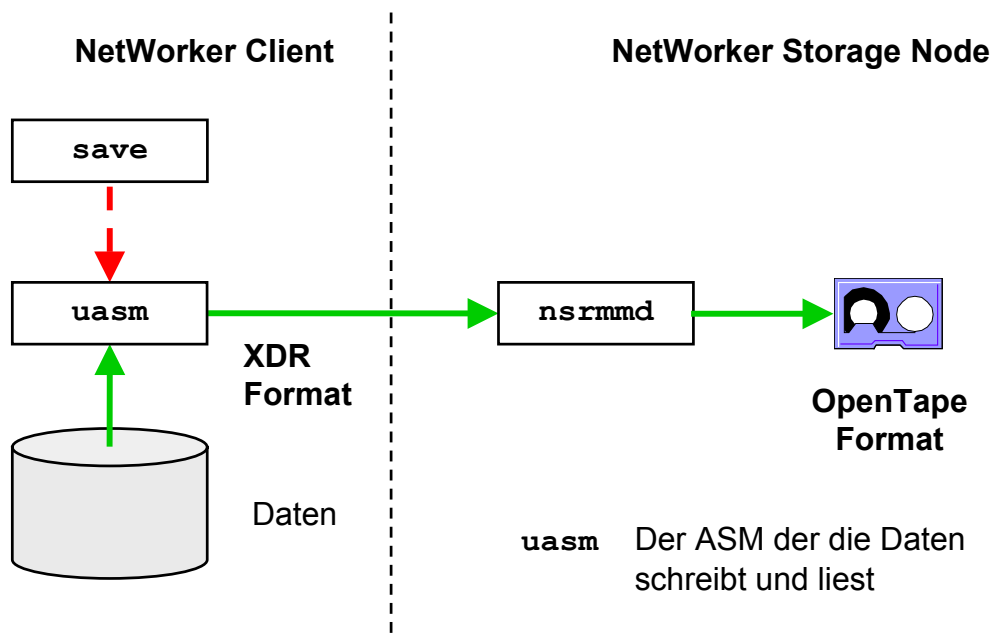 NetWorker Client
NetWorker Storage Node
save
uasm
nsrmmd
XDR
Format
OpenTape
Format
Daten
uasm Der ASM der die Daten
schreibt und liest